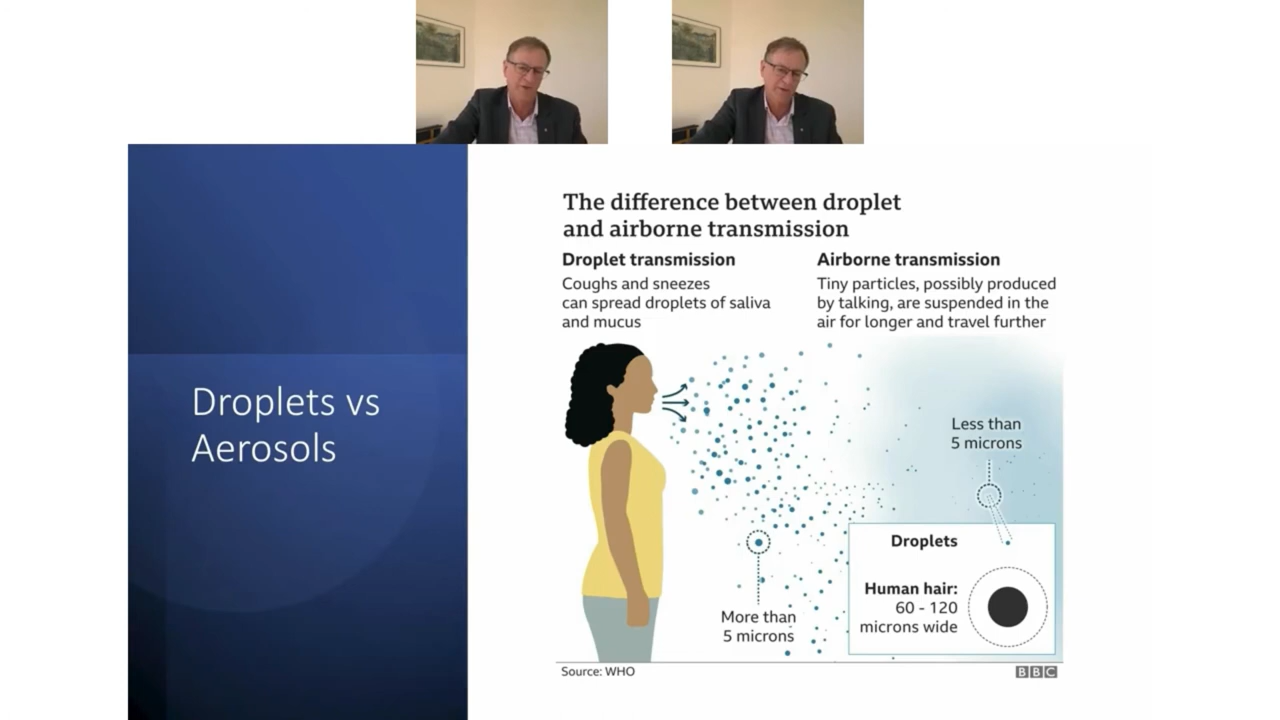 Droplets vs
Aerosols
The difference between droplet
and airborne transmission
Droplet transmission
Coughs and sneezes
can spread droplets of saliva
and mucus
Airborne transmission
Tiny particles, possibly produced
by talking, are suspended in the
air for longer and travel further
Less than
5 microns
More than
5 microns
Droplets
Human hair:
60 - 120
microns wide
Source: WHO
BBC